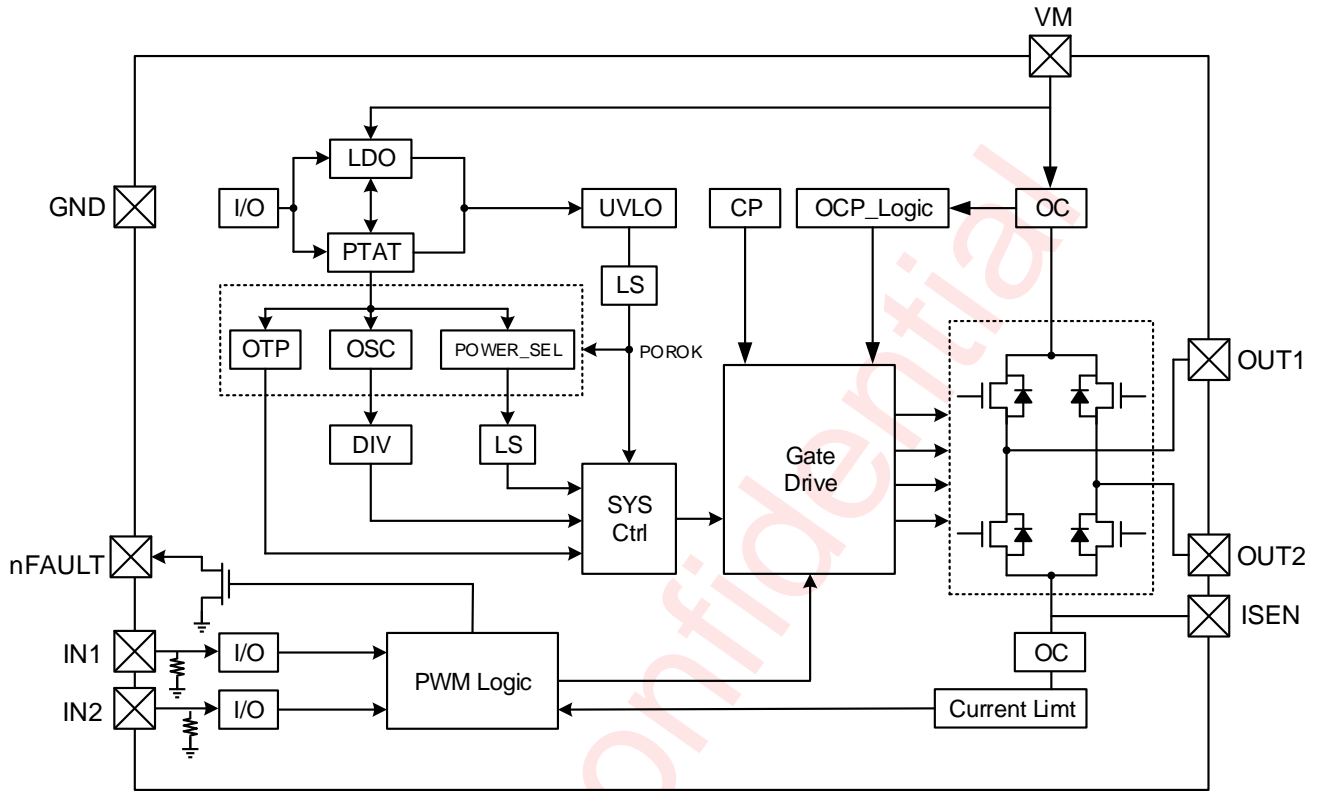 VM
LDO
GND
I/O
UVLO
CP
OCP_Logic
OC
PTAT
LS
OTP
OSC
POWER_SEL
POROK
OUT1
DIV
LS
Gate
Drive
SYS
Ctrl
nFAULT
OUT2
ISEN
IN1
I/O
OC
PWM Logic
IN2
I/O
Current Limt
onfidential